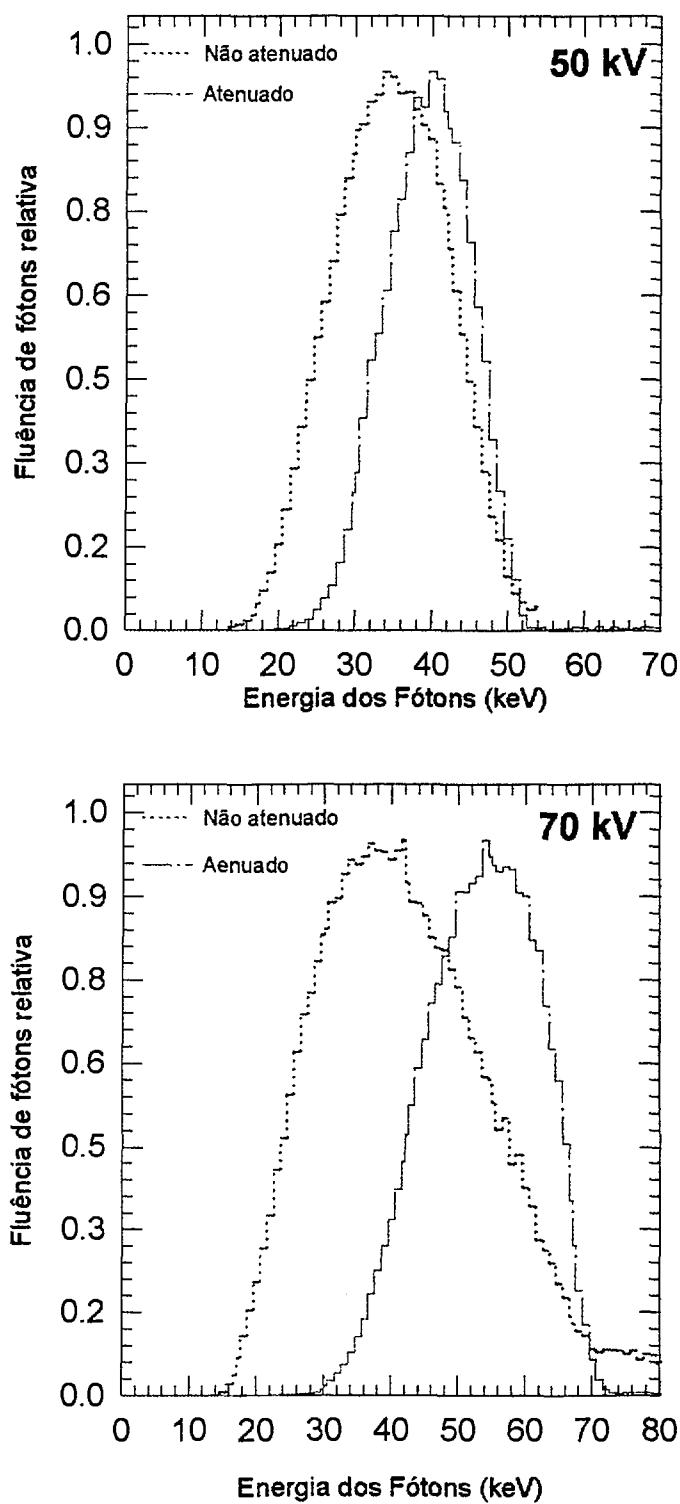 50 kV
Não atenuado
Atenuado
1.0
0.9
0.8
0.6
0.5
0.3
0.2
0.0
Fluência de fótons relativa
0 10 20 30 40 50 60 70
Energia dos Fótons (keV)
70 kV
Não atenuado
Aenuado
1.0
0.9
0.8
0.6
0.5
0.3
0.2
0.0
Fluência de fótons relativa
0 10 20 30 40 50 60 70 80
Energia dos Fótons (keV)